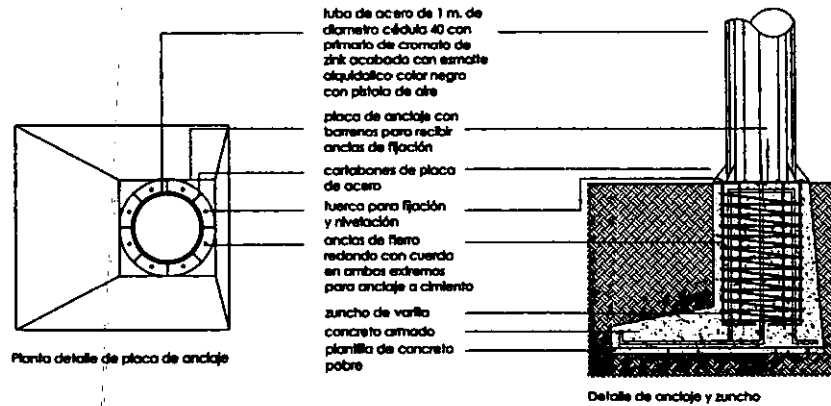 tuba de acero de 1 m. de
diametro cédula 40 con
primario de cromato de
zink acabado con esmalte
alquidalico color negro
con pistola de aire
placa de anclaje con
barrenos para recibir
anclas de fijación
cartabones de placa
de acero
tuerca para fijación
y nivelación
anclas de fierro
redondo con cuerda
en ambos extremos
para anclaje a cimiento
zuncho de varilla
concreto armado
plantilla de concreto
pobre
Planta detalle de placa de anclaje
Detalle de anclaje y zuncho